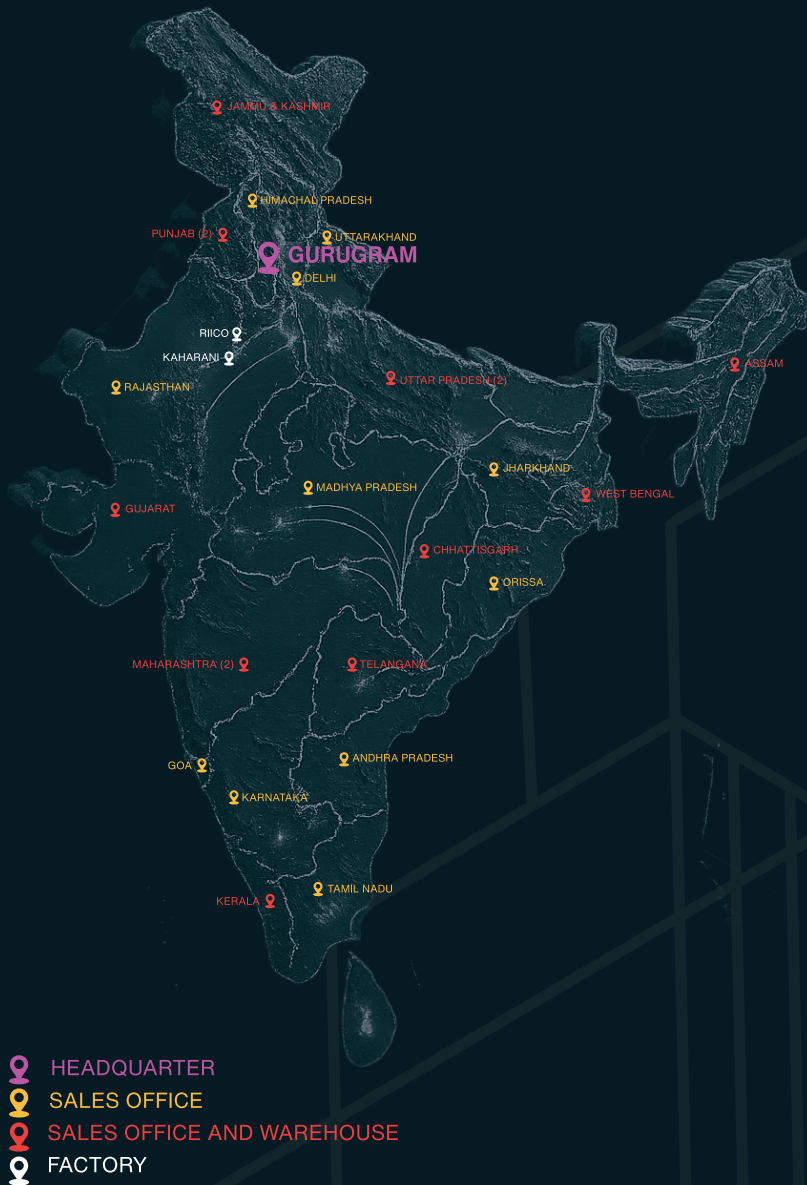 JAMMU & KASHMIR
HIMACHAL PRADESH
PUNJAB (2)
UTTARAKHAND
GURUGRAM
DELHI
RIICO
KAHARANI
ASSAM
UTTAR PRADESH (2)
RAJASTHAN
JHARKHAND
MADHYA PRADESH
WEST BENGAL
GUJARAT
CHHATTISGARH
ORISSA
MAHARASHTRA (2)
TELANGANA
ANDHRA PRADESH
GOA
KARNATAKA
TAMIL NADU
KERALA
HEADQUARTER
SALES OFFICE
SALES OFFICE AND WAREHOUSE
FACTORY